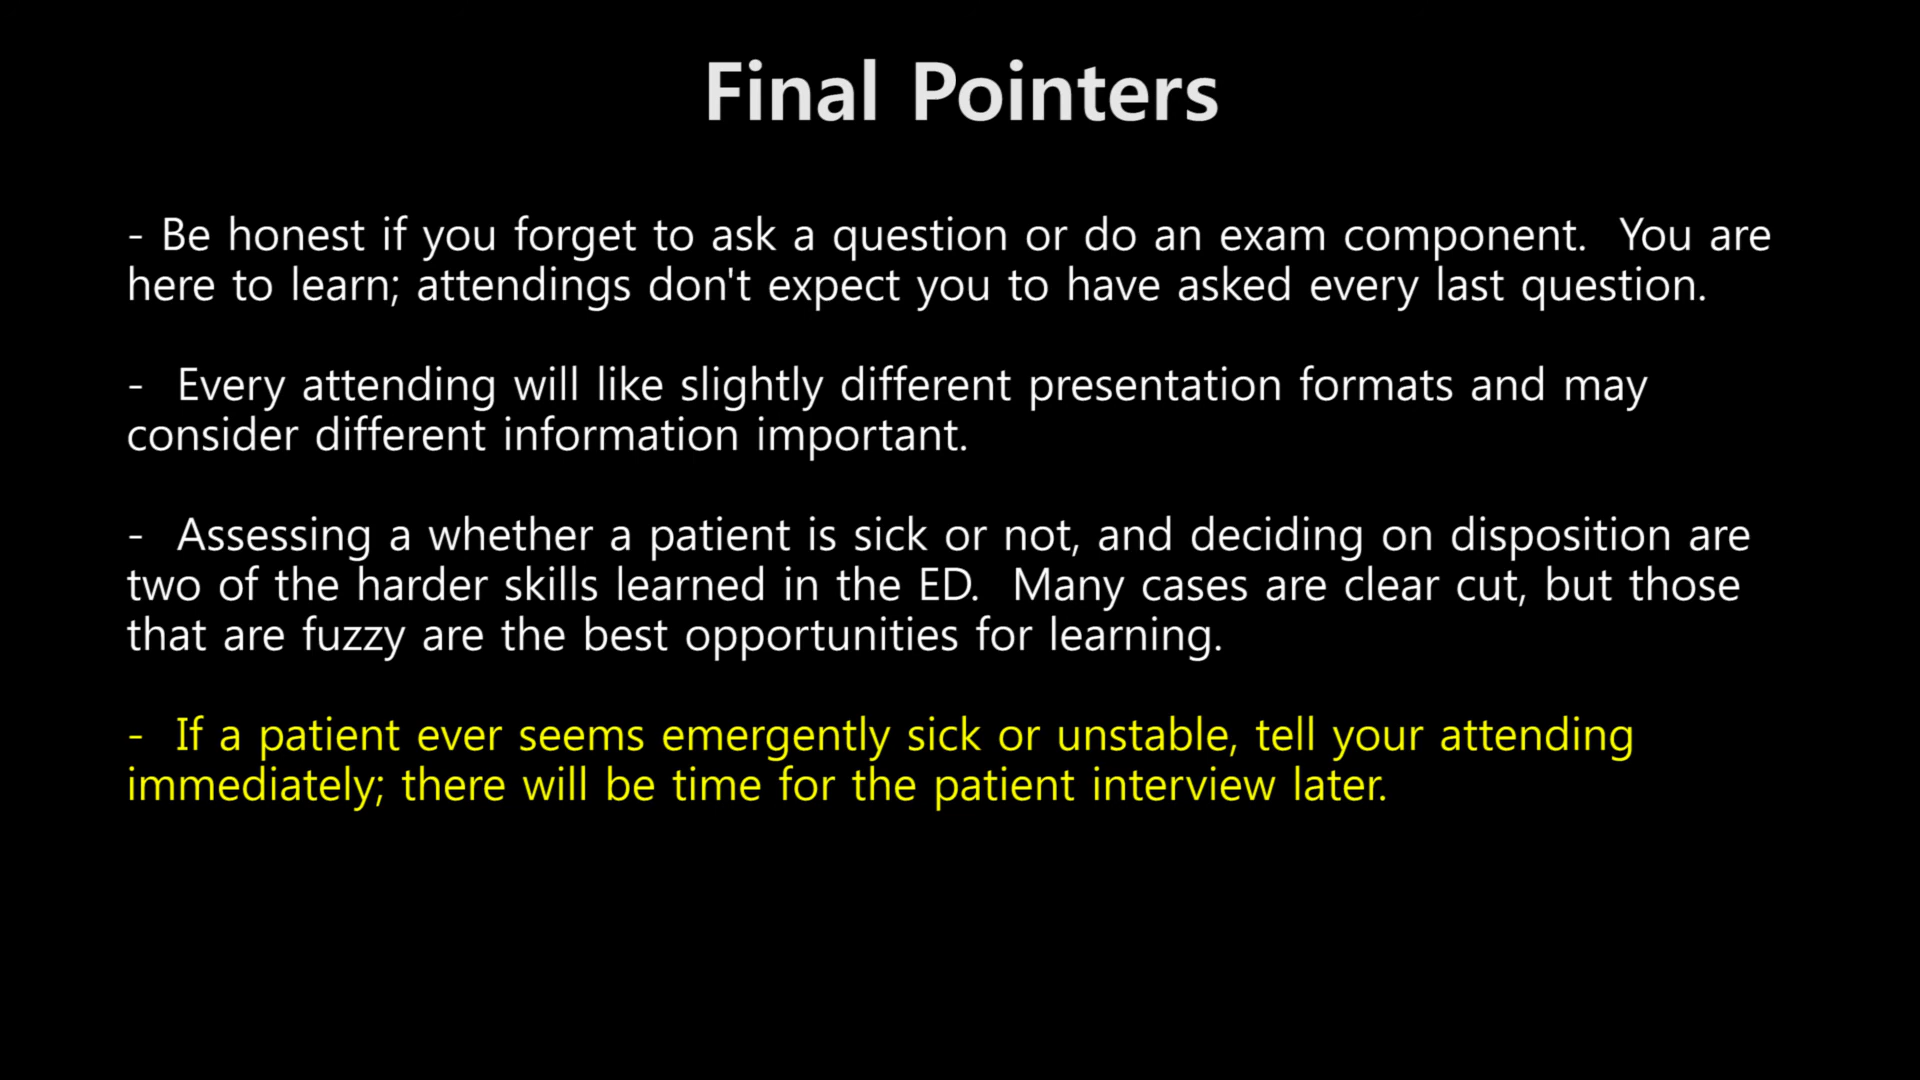 Final Pointers
- Be honest if you forget to ask a question or do an exam component.  You are
here to learn; attendings don't expect you to have asked every last question.
-  Every attending will like slightly different presentation formats and may
consider different information important.
-  Assessing a whether a patient is sick or not, and deciding on disposition are
two of the harder skills learned in the ED.  Many cases are clear cut, but those
that are fuzzy are the best opportunities for learning.
-  If a patient ever seems emergently sick or unstable, tell your attending
immediately; there will be time for the patient interview later.